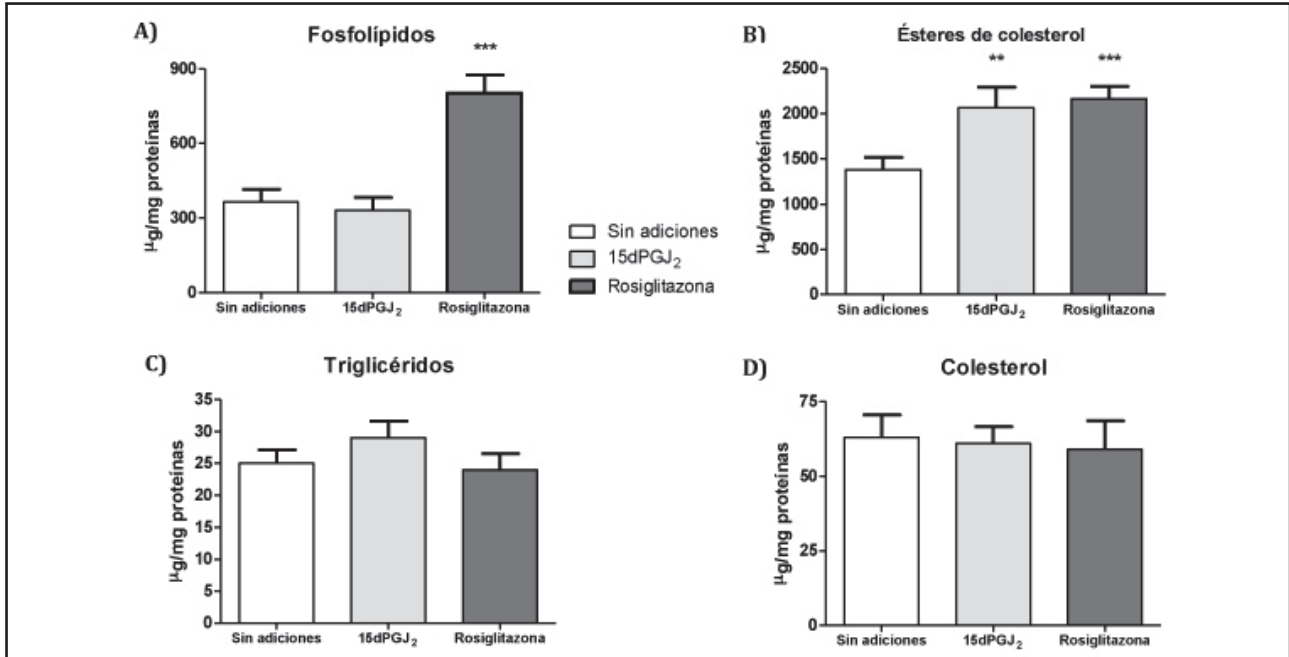 A)
Fosfolípidos
***
900
600
300
0
µg/mg proteínas
Sin adiciones 15dPGJ₂ Rosiglitazona
Sin adiciones
15dPGJ₂
Rosiglitazona
B)
Ésteres de colesterol
** ***
2500
2000
1500
1000
500
0
µg/mg proteínas
Sin adiciones 15dPGJ₂ Rosiglitazona
C)
Triglicéridos
35
30
25
20
15
10
5
0
µg/mg proteínas
Sin adiciones 15dPGJ₂ Rosiglitazona
D)
Colesterol
75
50
25
0
µg/mg proteínas
Sin adiciones 15dPGJ₂ Rosiglitazona